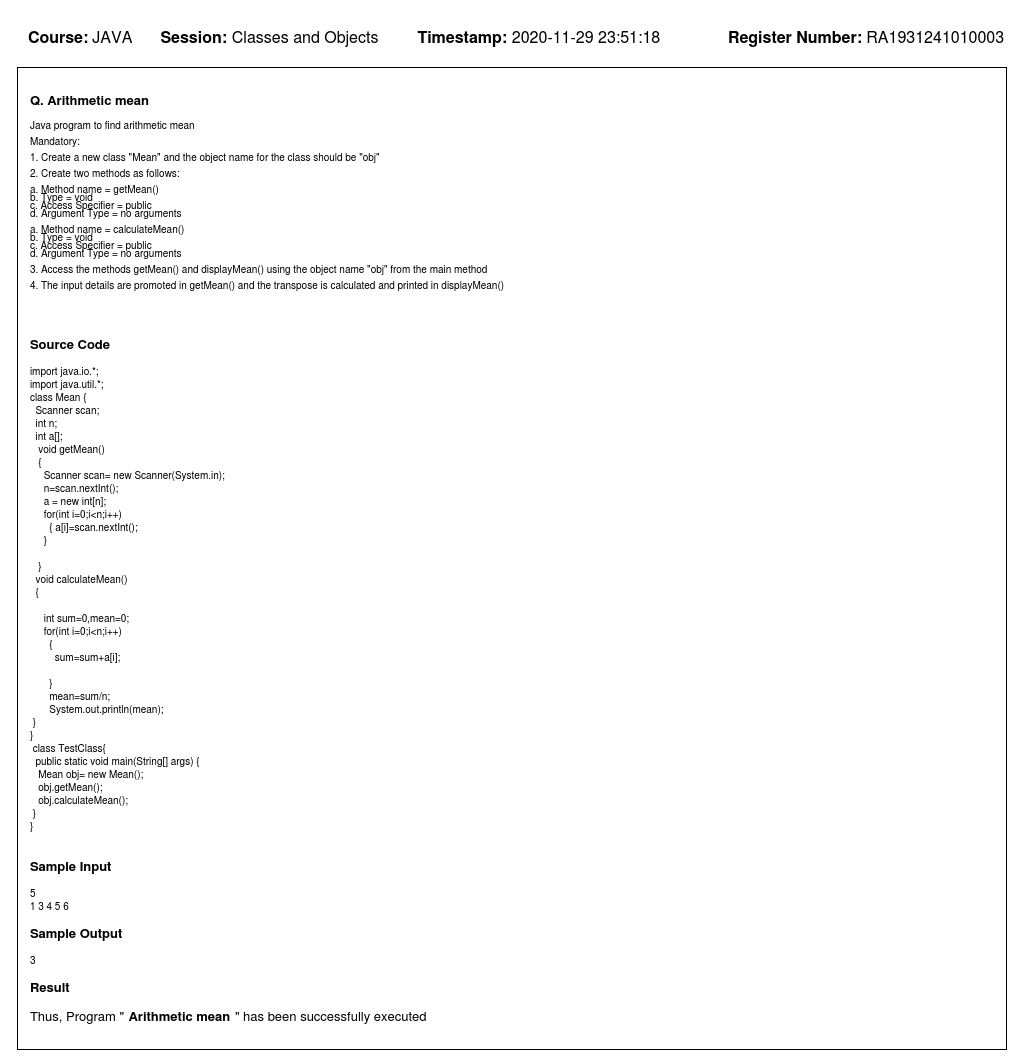 Course: JAVA Session: Classes and Objects Timestamp: 2020-11-29 23:51:18 Register Number: RA1931241010003
Q. Arithmetic mean
Java program to find arithmetic mean
Mandatory:
1. Create a new class "Mean" and the object name for the class should be "obj"
2. Create two methods as follows:
a. Method name = getMean()
b. Type = void
c. Access Specifier = public
d. Argument Type = no arguments
a. Method name = calculateMean()
b. Type = void
c. Access Specifier = public
d. Argument Type = no arguments
3. Access the methods getMean() and displayMean() using the object name "obj" from the main method
4. The input details are promoted in getMean() and the transpose is calculated and printed in displayMean()
Source Code
import java.io.*;
import java.util.*;
class Mean {
Scanner scan;
int n;
int a[];
void getMean()
{
Scanner scan= new Scanner(System.in);
n=scan.nextInt();
a = new int[n];
for(int i=0;i<n;i++)
{ a[i]=scan.nextInt();
}
}
void calculateMean()
{
int sum=0,mean=0;
for(int i=0;i<n;i++)
{
sum=sum+a[i];
}
mean=sum/n;
System.out.println(mean);
}
}
class TestClass{
public static void main(String[] args) {
Mean obj= new Mean();
obj.getMean();
obj.calculateMean();
}
}
Sample Input
5
1 3 4 5 6
Sample Output
3
Result
Thus, Program " Arithmetic mean " has been successfully executed